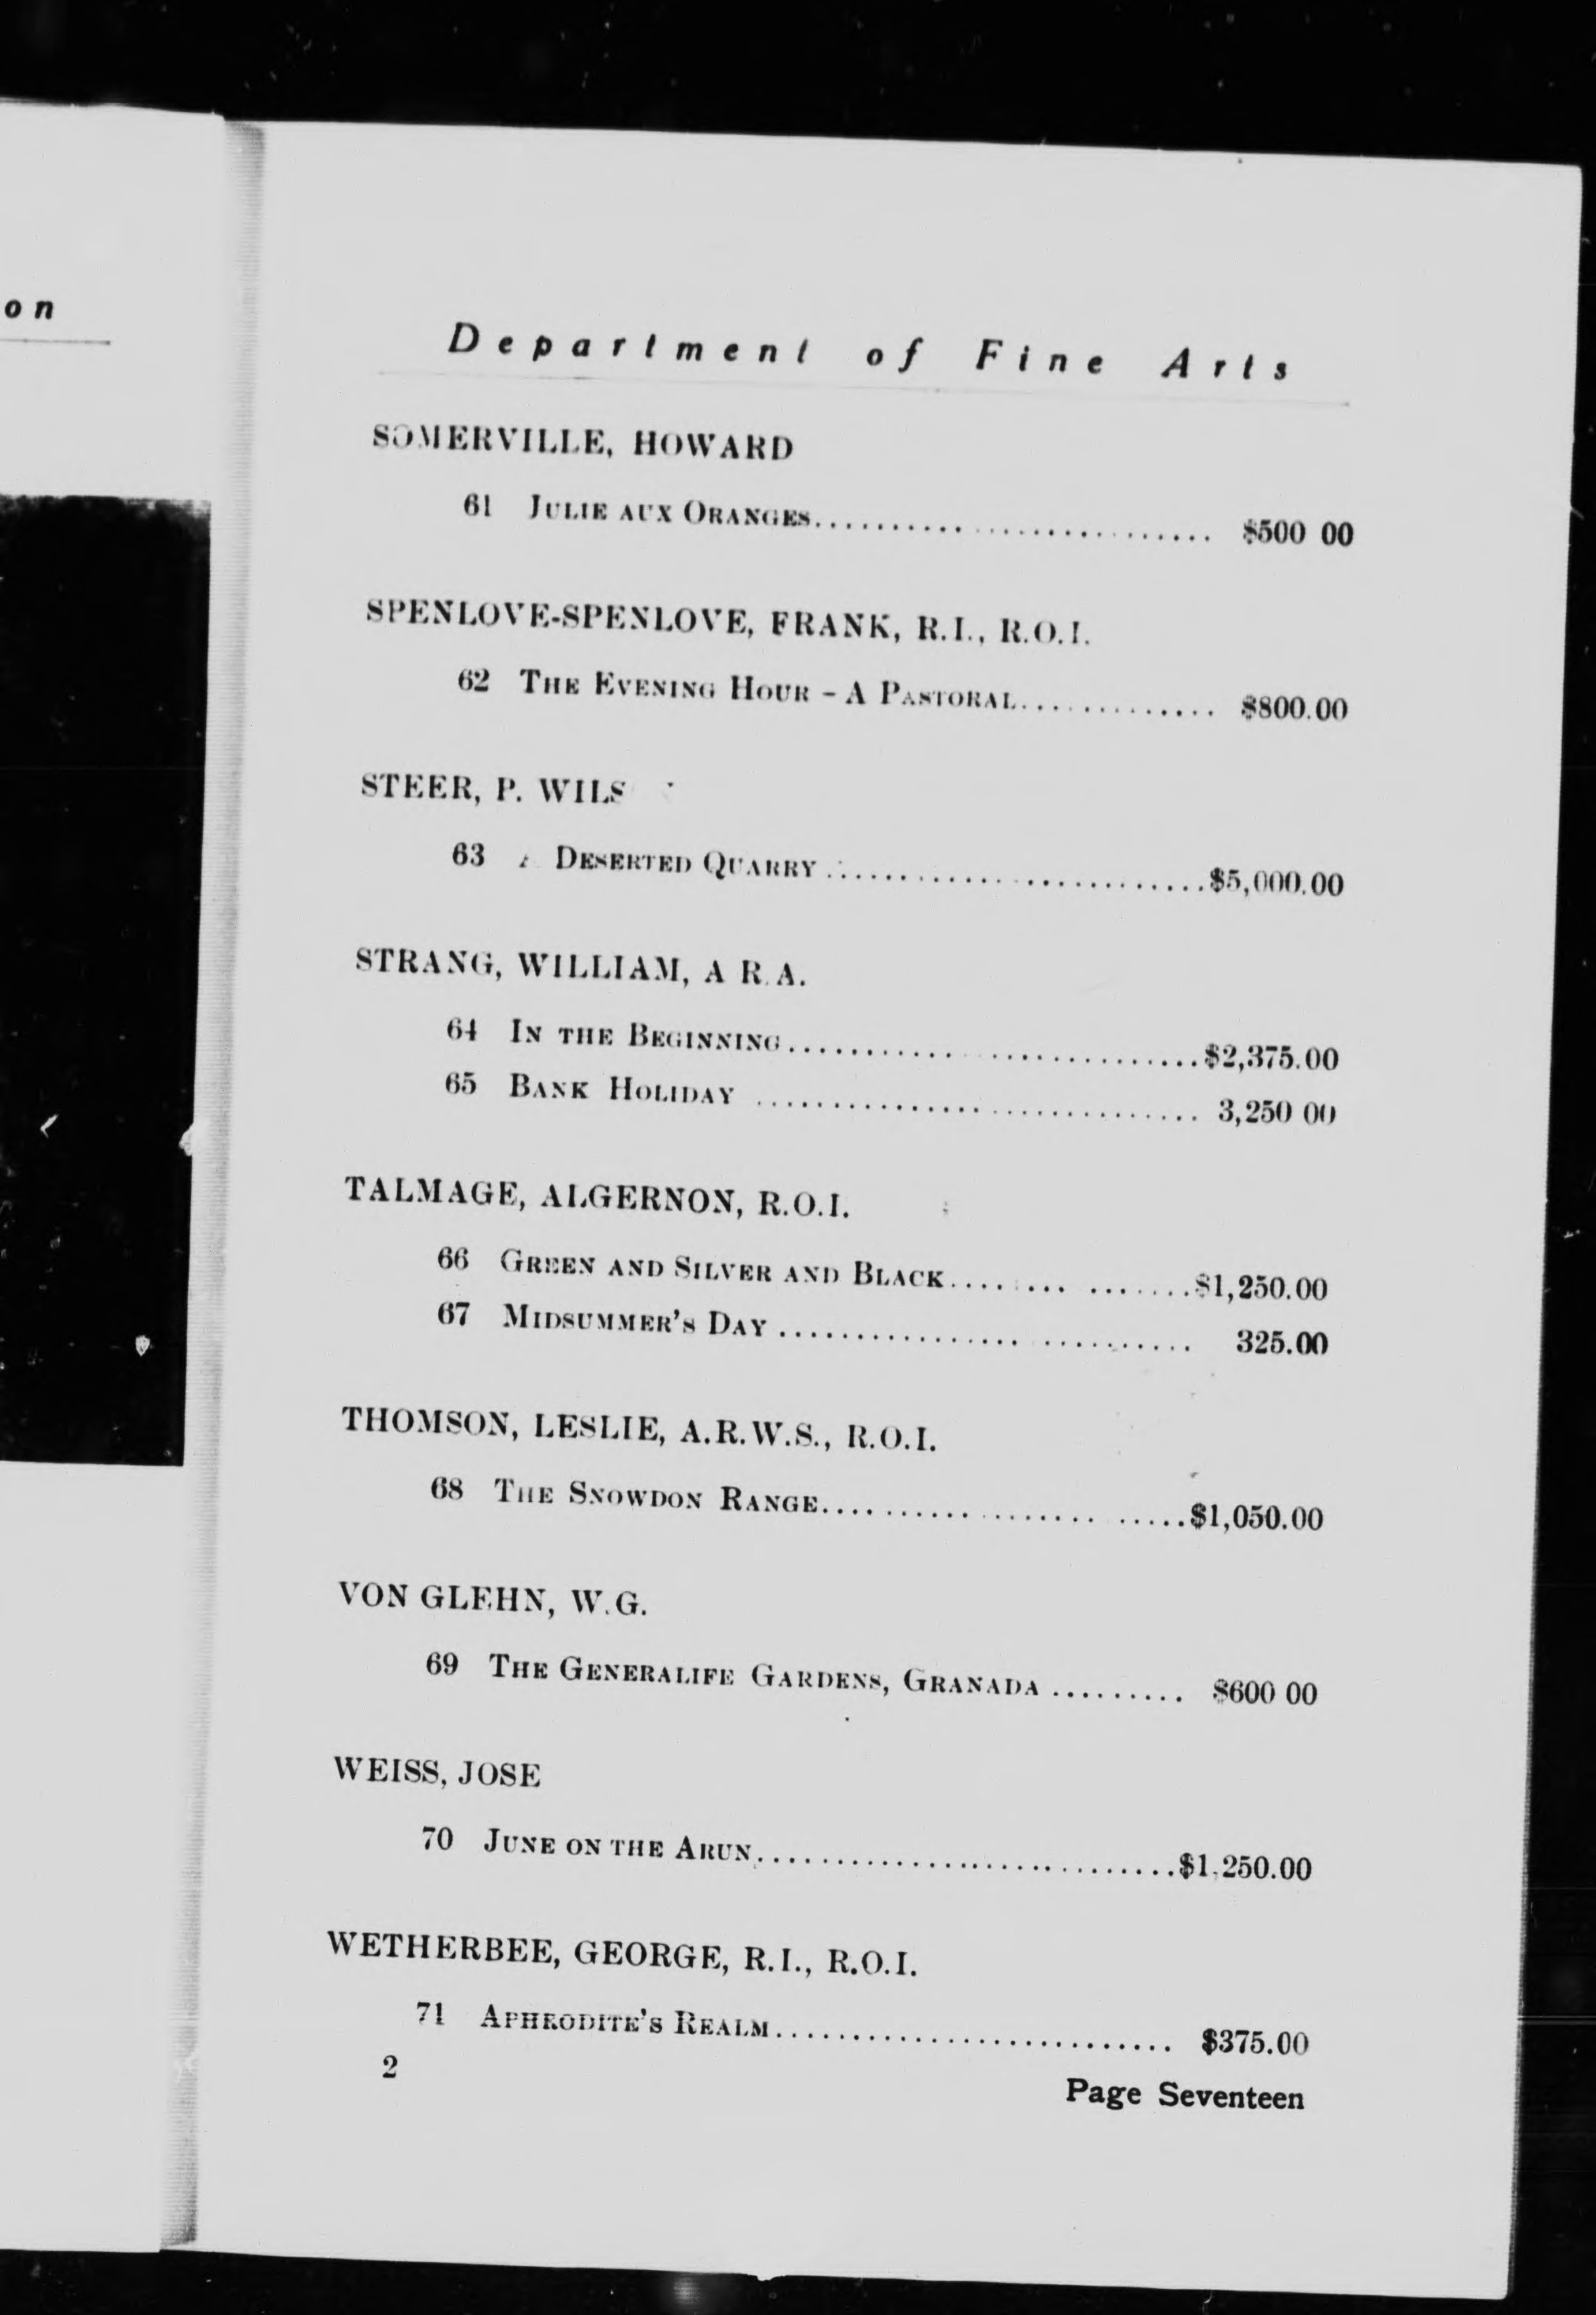 on
Department of Fine Arts
SOMERVILLE, HOWARD
61 JULIE AUX ORANGES.......................... $500 00
SPENLOVE-SPENLOVE, FRANK, R.I., R.O.I.
62 THE EVENING HOUR – A PASTORAL............. $800.00
STEER, P. WILS
63 DESERTED QUARRY..........................$5,000.00
STRANG, WILLIAM, A R.A.
64 IN THE BEGINNING..........................$2,375.00
65 BANK HOLIDAY ............................. 3,250 00
TALMAGE, ALGERNON, R.O.I.
66 GREEN AND SILVER AND BLACK................$1,250.00
67 MIDSUMMER'S DAY .......................... 325.00
THOMSON, LESLIE, A.R.W.S., R.O.I.
68 THE SNOWDON RANGE........................$1,050.00
VON GLEHN, W.G.
69 THE GENERALIFE GARDENS, GRANADA ......... $600 00
WEISS, JOSE
70 JUNE ON THE ARUN...........................$1,250.00
WETHERBEE, GEORGE, R.I., R.O.I.
71 APHRODITE'S REALM.......................... $375.00
2
Page Seventeen